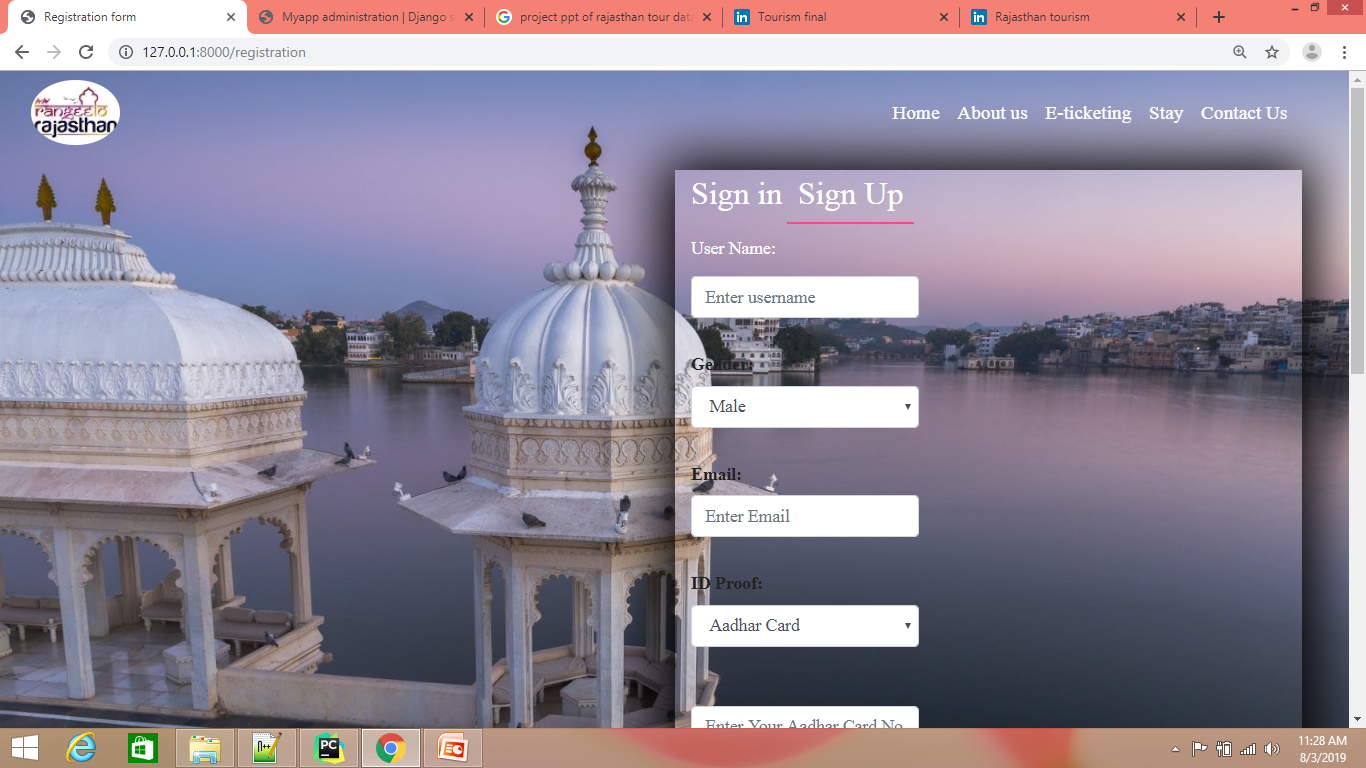 Registration form
Myapp administration | Django s
project ppt of rajasthan tour data
Tourism final
Rajasthan tourism
127.0.0.1:8000/registration
rangeelo
rajasthan
Home About us E-ticketing Stay Contact Us
Sign in Sign Up
User Name:
Enter username
Gender:
Male
Email:
Enter Email
ID Proof:
Aadhar Card
Enter Your Aadhar Card No
11:28 AM
8/3/2019